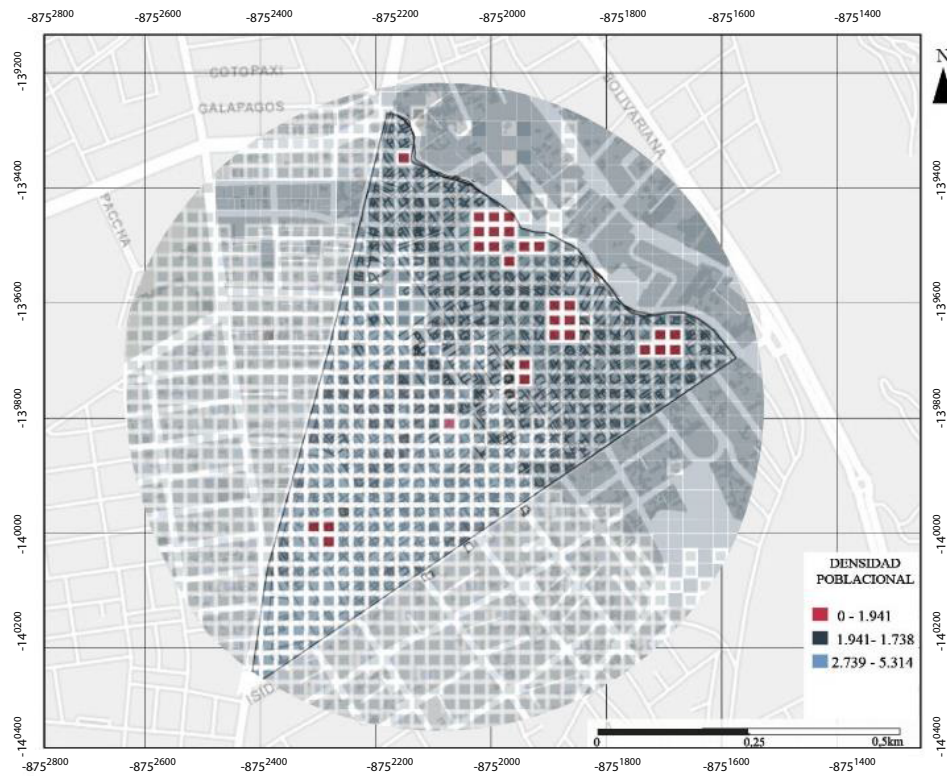 -8752800 -8752400 -8752200 -8752000 -8751800 -8751600 -8751400
N
-139200
-139400
-139600
-139800
-140000
-140200
-140400
COTOPAXI
GALAPAGOS
BOLIVARIANA
PACCHA
ISID
DENSIDAD
POBLACIONAL
0 - 1.941
1.941- 1.738
2.739 - 5.314
0 0,25 0,5km
-8752800 -8752400 -8752200 -8752000 -8751800 -8751600 -8751400